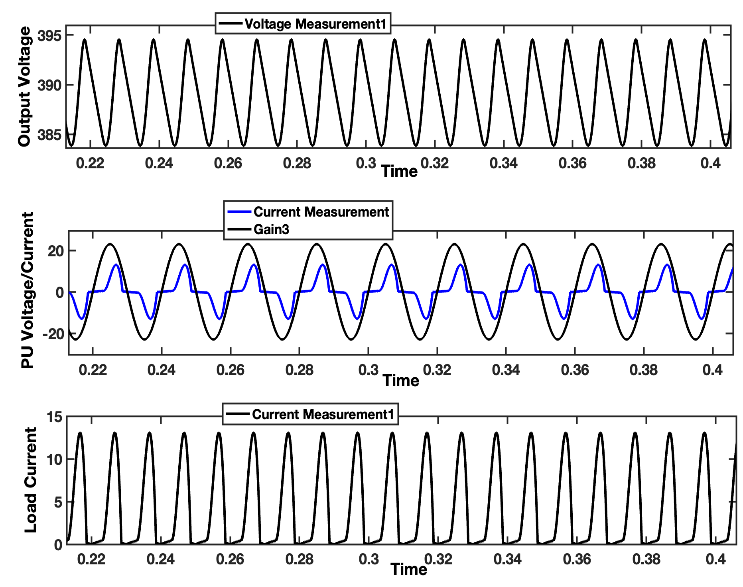 Voltage Measurement1
Output Voltage
395
390
385
0.22 0.24 0.26 0.28 0.3 0.32 0.34 0.36 0.38 0.4
Time
Current Measurement
Gain3
PU Voltage/Current
20
0
-20
0.22 0.24 0.26 0.28 0.3 0.32 0.34 0.36 0.38 0.4
Time
Current Measurement1
Load Current
15
10
5
0
0.22 0.24 0.26 0.28 0.3 0.32 0.34 0.36 0.38 0.4
Time